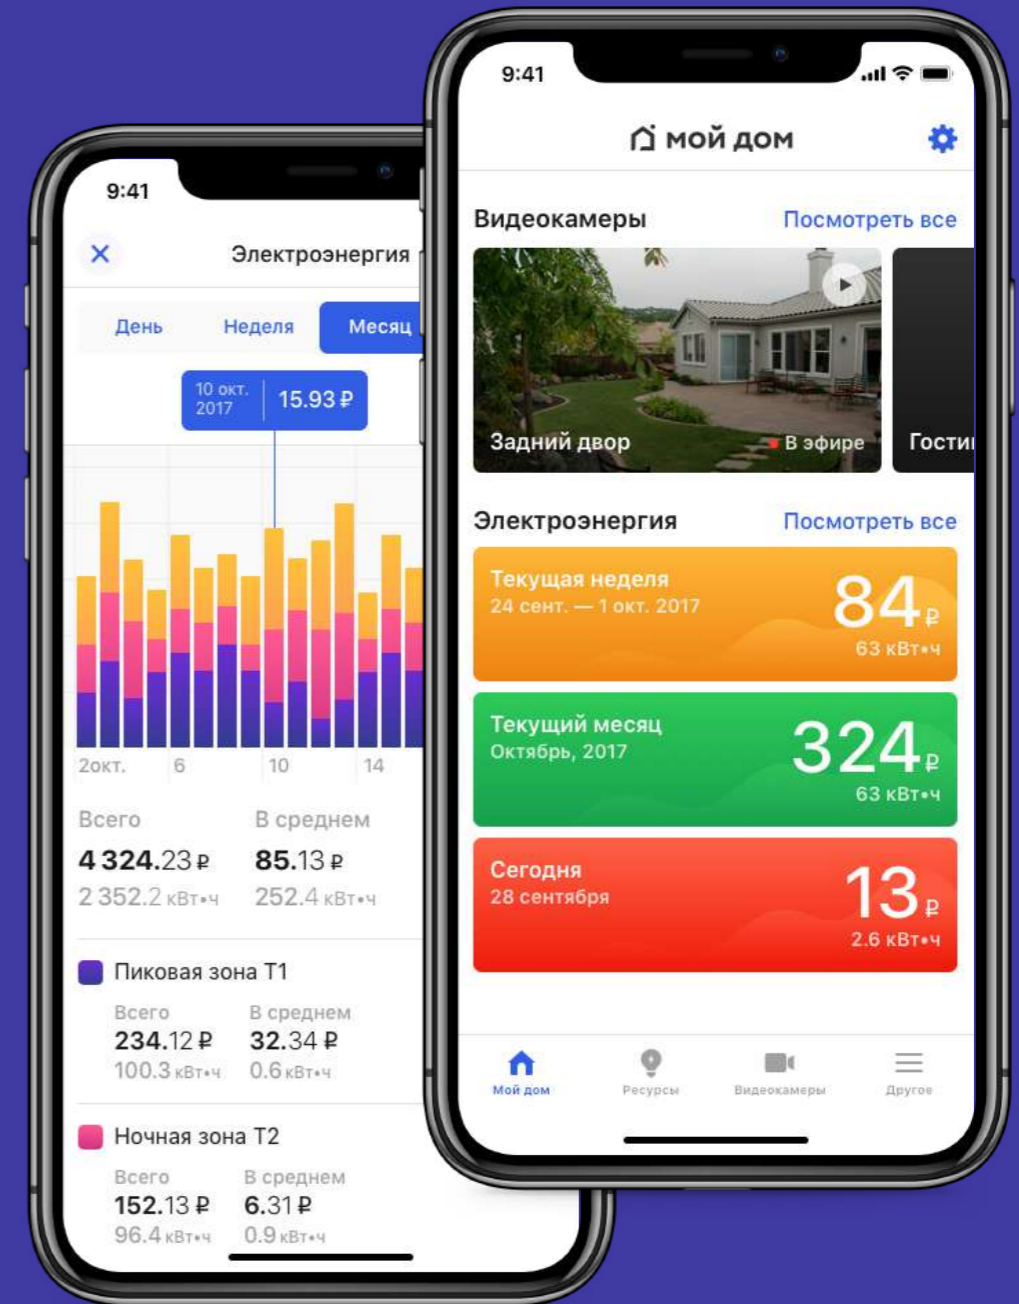 9:41
Электроэнергия
День Неделя Месяц
10 окт.
2017
15.93 ₽
2окт. 6 10 14
Всего В среднем
4 324.23 ₽ 85.13 ₽
2 352.2 кВт•ч 252.4 кВт•ч
Пиковая зона Т1
Всего В среднем
234.12 ₽ 32.34 ₽
100.3 кВт•ч 0.6 кВт•ч
Ночная зона Т2
Всего В среднем
152.13 ₽ 6.31 ₽
96.4 кВт•ч 0.9 кВт•ч
9:41
мой дом
Видеокамеры Посмотреть все
Задний двор В эфире
Электроэнергия Посмотреть все
Текущая неделя
24 сент. — 1 окт. 2017
84 ₽
63 кВт•ч
Текущий месяц
Октябрь, 2017
324 ₽
63 кВт•ч
Сегодня
28 сентября
13 ₽
2.6 кВт•ч
Мой дом Ресурсы Видеокамеры Другое